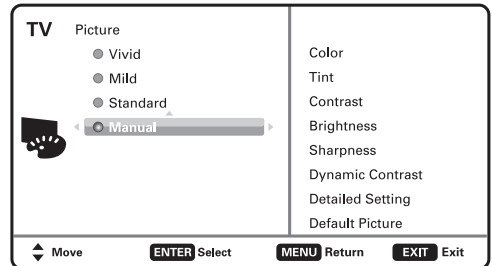 TV Picture
Vivid
Mild
Standard
Manual
Color
Tint
Contrast
Brightness
Sharpness
Dynamic Contrast
Detailed Setting
Default Picture
Move ENTER Select MENU Return EXIT Exit